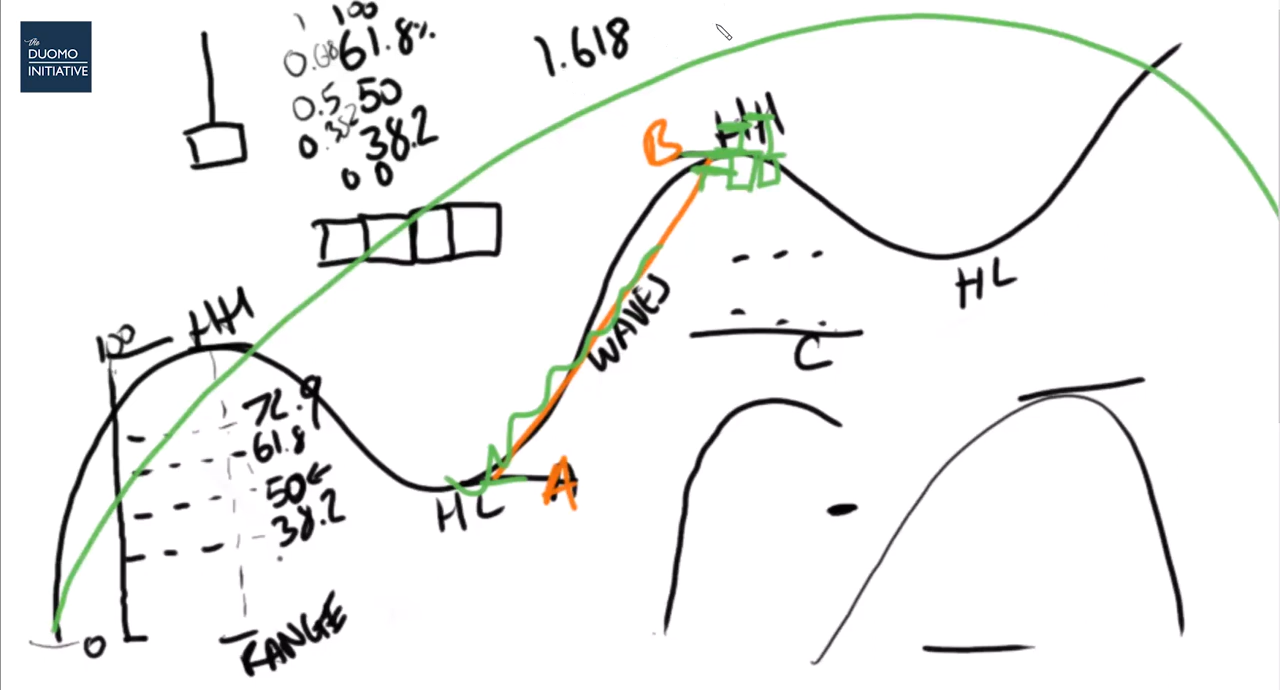 the
DUOMO
INITIATIVE
1 100
0.618 61.8%
0.5 50
0.382 38.2
0 0
1.618
B HH
HH
100
WAVES
HL
C
72.9
61.8
50←
38.2
A
HL
0
RANGE